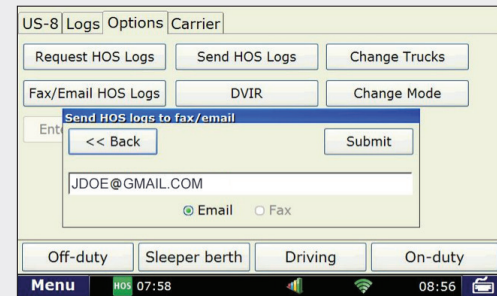 US-8 Logs Options Carrier
Request HOS Logs Send HOS Logs Change Trucks
Fax/Email HOS Logs DVIR Change Mode
Send HOS logs to fax/email
<< Back Submit
JDOE@GMAIL.COM
Email Fax
Off-duty Sleeper berth Driving On-duty
Menu HOS 07:58 08:56